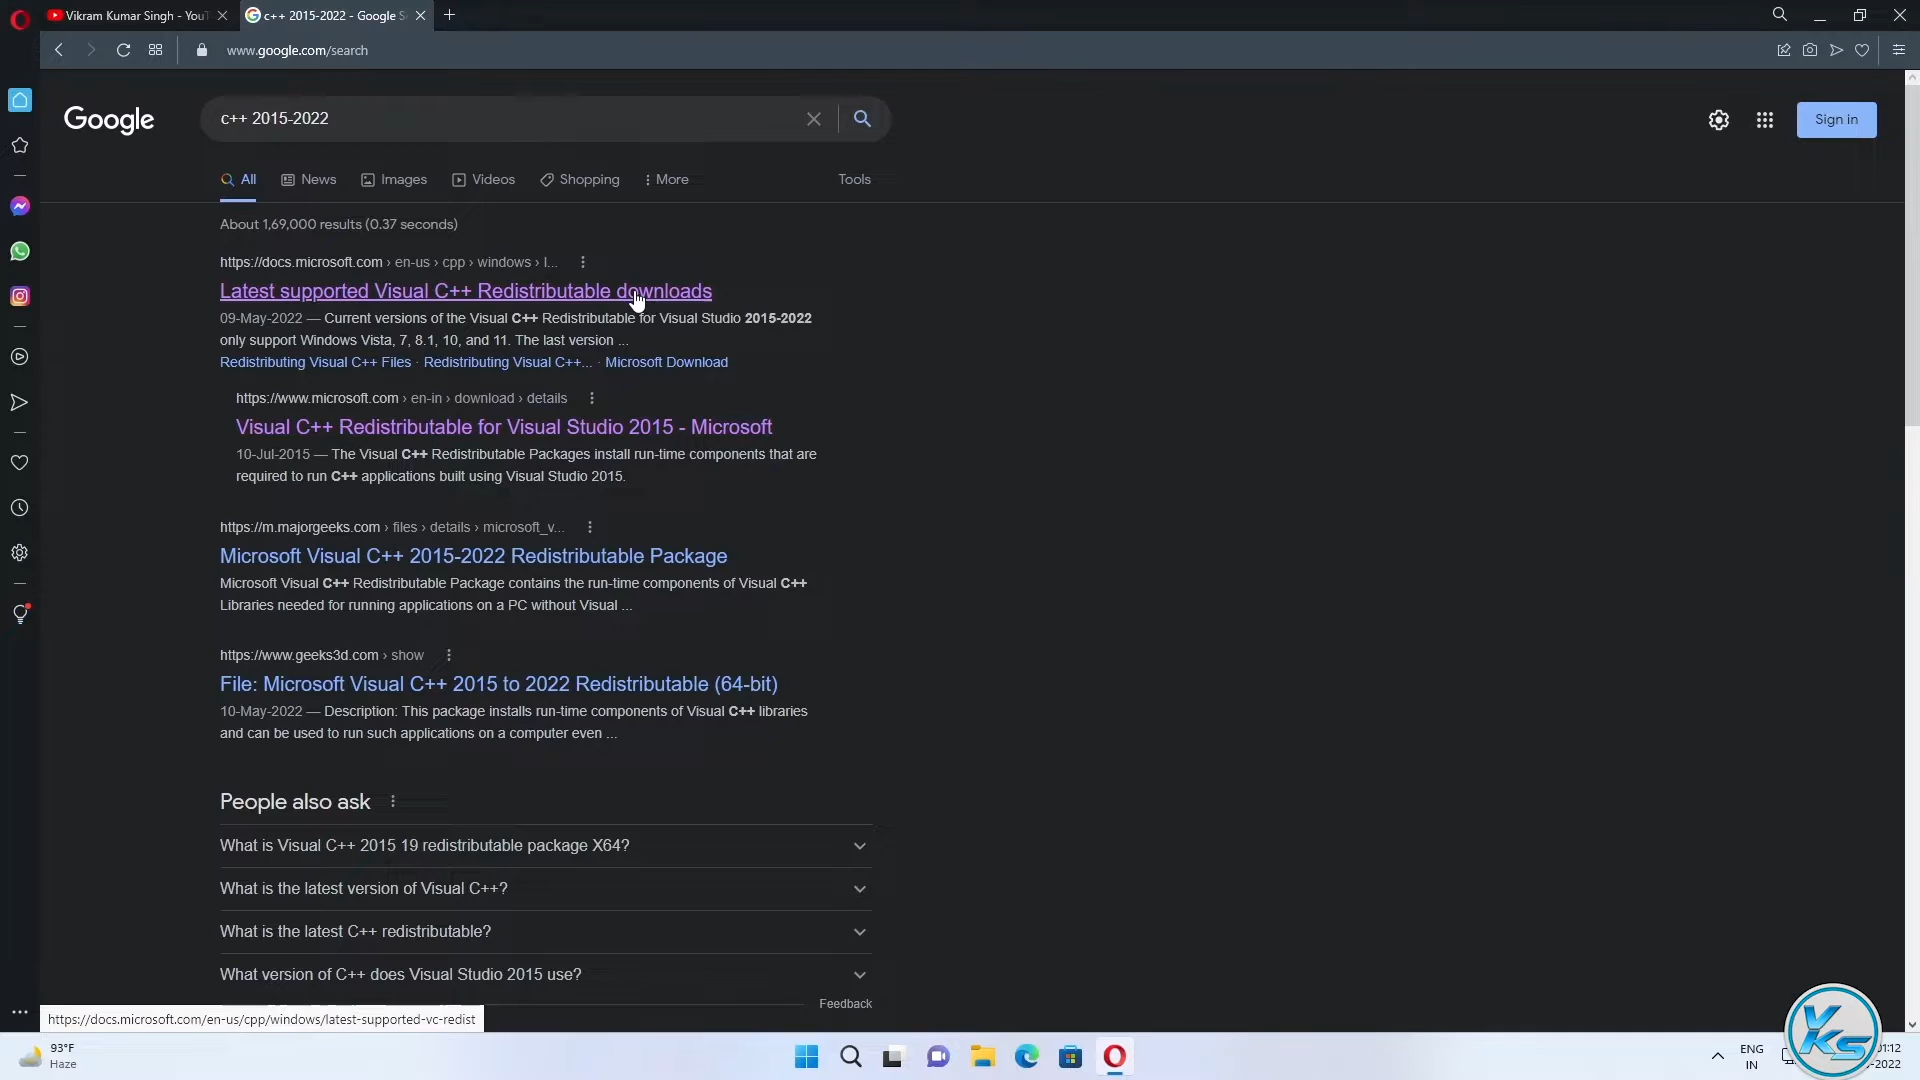 Vikram Kumar Singh - YouT
c++ 2015-2022 - Google S
www.google.com/search
Google
c++ 2015-2022
Sign in
All
News
Images
Videos
Shopping
More
Tools
About 1,69,000 results (0.37 seconds)
https://docs.microsoft.com › en-us › cpp › windows › l...
Latest supported Visual C++ Redistributable downloads
09-May-2022 — Current versions of the Visual C++ Redistributable for Visual Studio 2015-2022
only support Windows Vista, 7, 8.1, 10, and 11. The last version ...
Redistributing Visual C++ Files · Redistributing Visual C++... · Microsoft Download
https://www.microsoft.com › en-in › download › details
Visual C++ Redistributable for Visual Studio 2015 - Microsoft
10-Jul-2015 — The Visual C++ Redistributable Packages install run-time components that are
required to run C++ applications built using Visual Studio 2015.
https://m.majorgeeks.com › files › details › microsoft_v...
Microsoft Visual C++ 2015-2022 Redistributable Package
Microsoft Visual C++ Redistributable Package contains the run-time components of Visual C++
Libraries needed for running applications on a PC without Visual ...
https://www.geeks3d.com › show
File: Microsoft Visual C++ 2015 to 2022 Redistributable (64-bit)
10-May-2022 — Description: This package installs run-time components of Visual C++ libraries
and can be used to run such applications on a computer even ...
People also ask
What is Visual C++ 2015 19 redistributable package X64?
What is the latest version of Visual C++?
What is the latest C++ redistributable?
What version of C++ does Visual Studio 2015 use?
Feedback
https://docs.microsoft.com/en-us/cpp/windows/latest-supported-vc-redist
93°F
Haze
ENG
IN
VKS
01:12
-2022